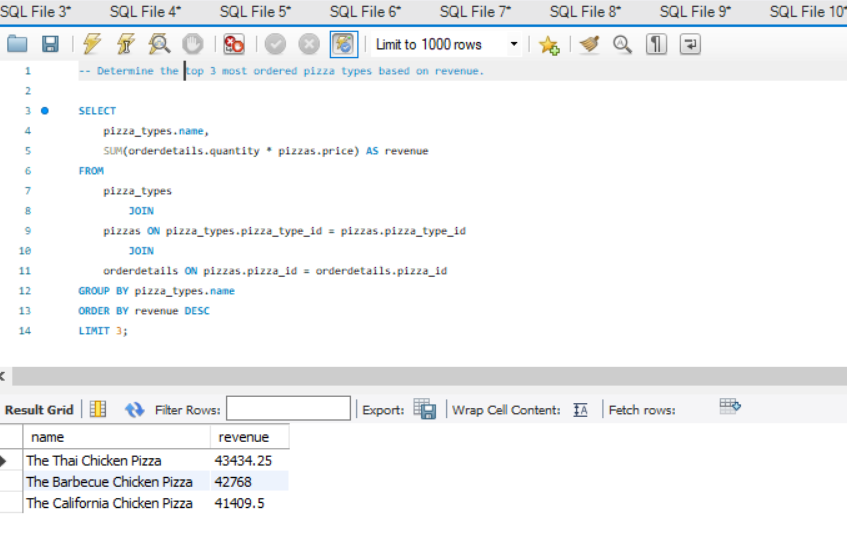 SQL File 3* SQL File 4* SQL File 5* SQL File 6* SQL File 7* SQL File 8* SQL File 9* SQL File 10*
Limit to 1000 rows
1 -- Determine the top 3 most ordered pizza types based on revenue.
2
3 SELECT
4 pizza_types.name,
5 SUM(orderdetails.quantity * pizzas.price) AS revenue
6 FROM
7 pizza_types
8 JOIN
9 pizzas ON pizza_types.pizza_type_id = pizzas.pizza_type_id
10 JOIN
11 orderdetails ON pizzas.pizza_id = orderdetails.pizza_id
12 GROUP BY pizza_types.name
13 ORDER BY revenue DESC
14 LIMIT 3;
Result Grid Filter Rows: Export: Wrap Cell Content: IA Fetch rows:
name revenue
The Thai Chicken Pizza 43434.25
The Barbecue Chicken Pizza 42768
The California Chicken Pizza 41409.5